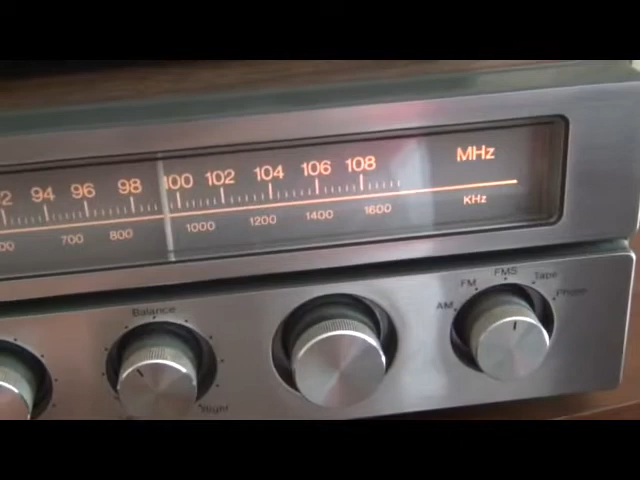 94 96 98 100 102 104 106 108 MHz
700 800 1000 1200 1400 1600 KHz
Balance
Right
AM FM FMS Tape Phono